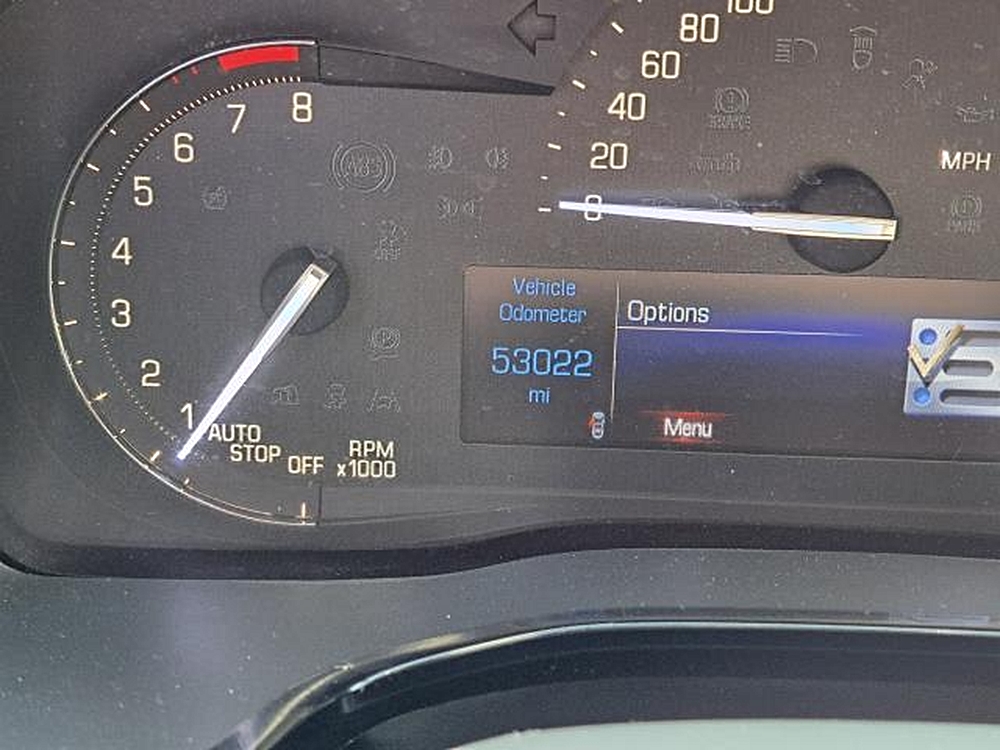 100
80
60
40
20
0
MPH
8
7
6
5
4
3
2
1
AUTO
STOP
OFF
RPM
x1000
Vehicle
Odometer
53022
mi
Options
Menu